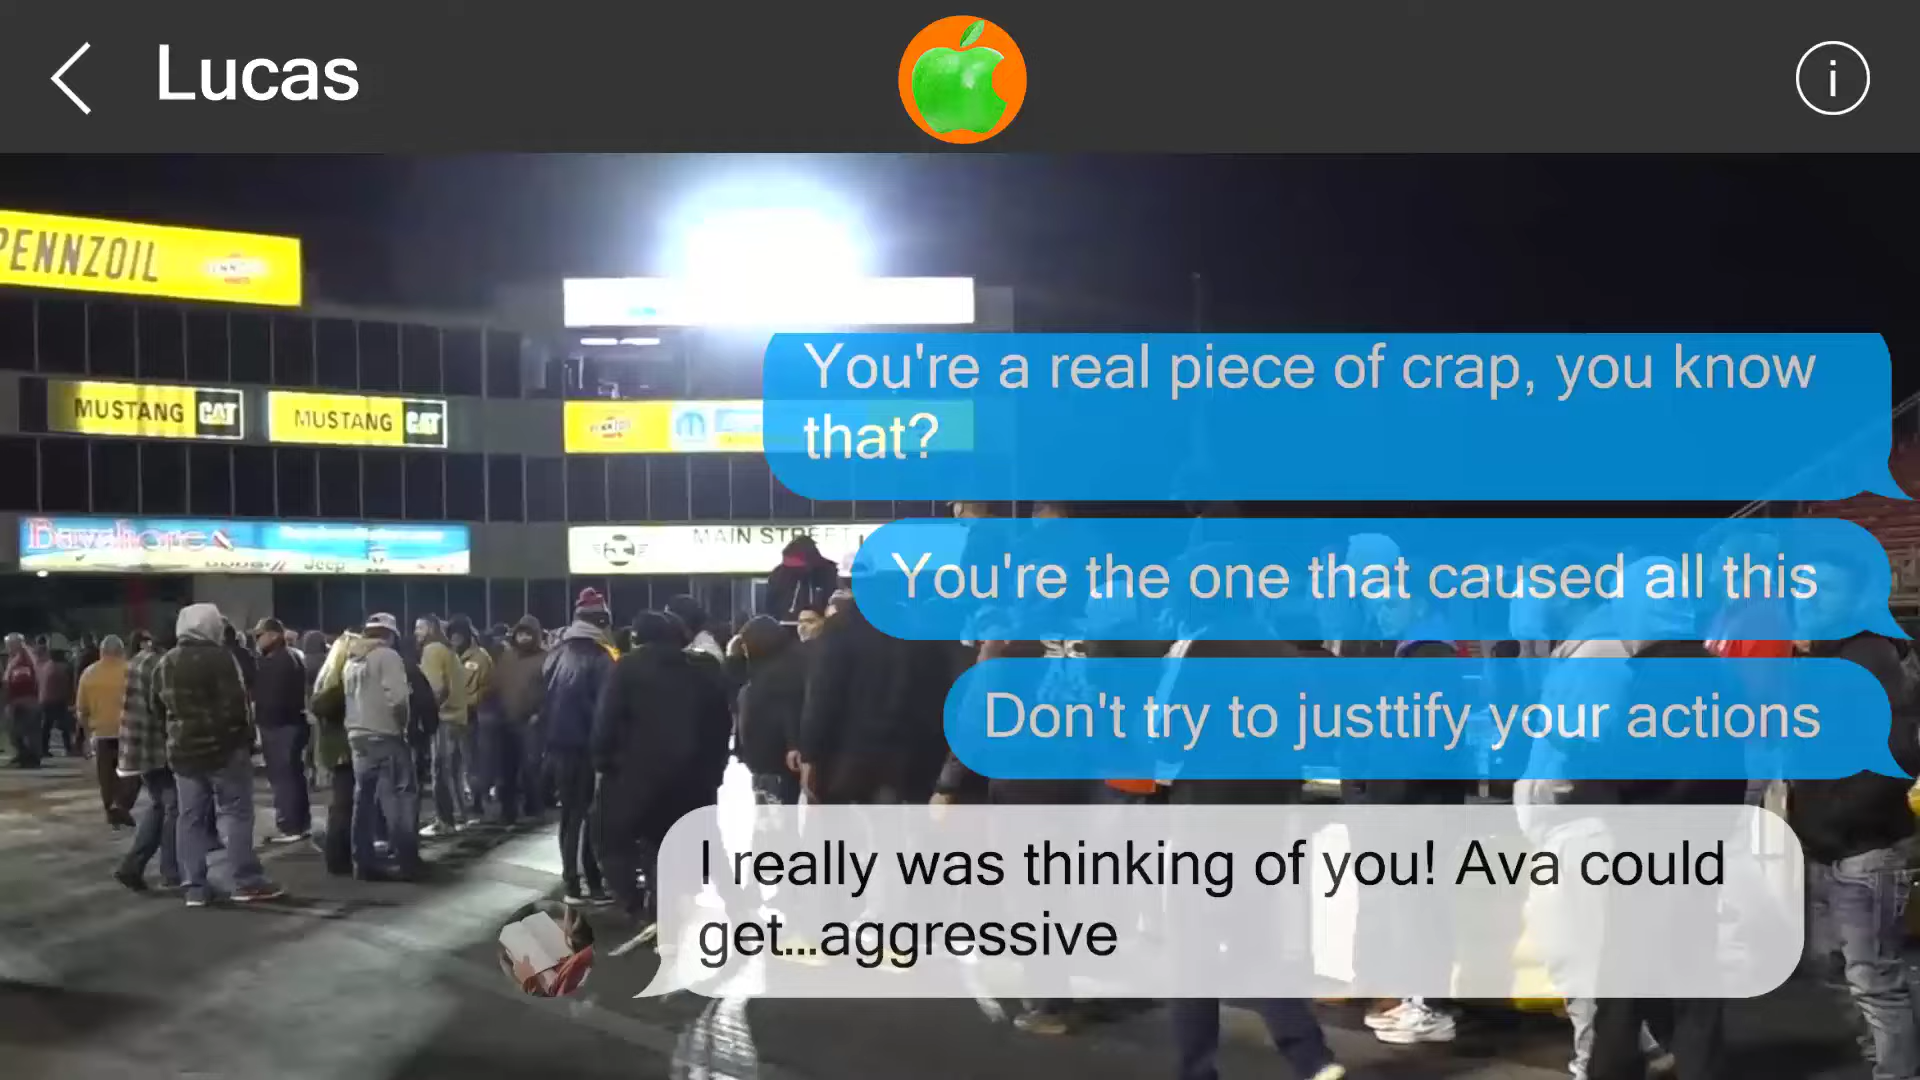 Lucas
i
PENNZOIL
MUSTANG CAT
MUSTANG CAT
MAIN STREET
Jeep
You're a real piece of crap, you know
that?
You're the one that caused all this
Don't try to justtify your actions
I really was thinking of you! Ava could
get...aggressive